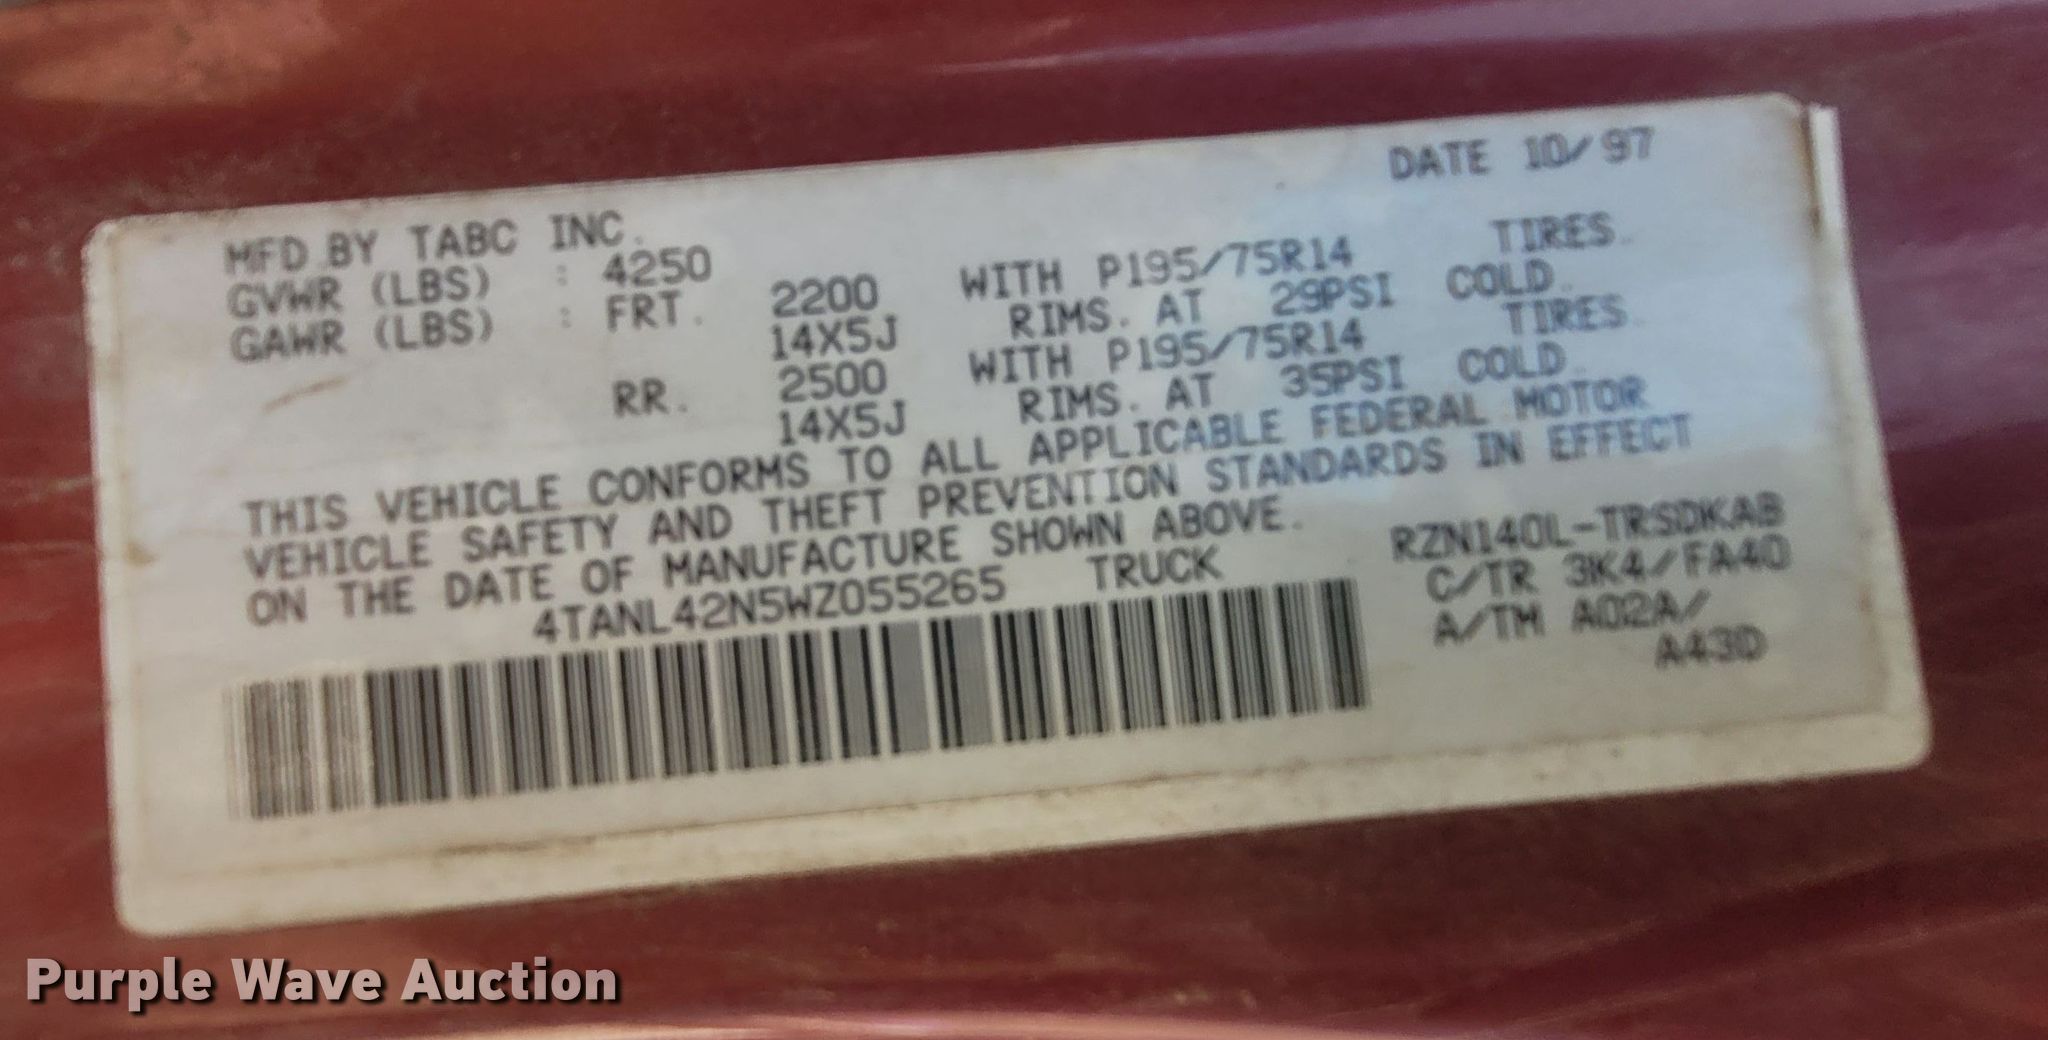 DATE 10/97
MFD BY TABC INC.
GVWR (LBS) : 4250
GAWR (LBS) : FRT. 2200 WITH P195/75R14 TIRES.
14X5J RIMS. AT 29PSI COLD.
RR. 2500 WITH P195/75R14 TIRES.
14X5J RIMS. AT 35PSI COLD.
THIS VEHICLE CONFORMS TO ALL APPLICABLE FEDERAL MOTOR
VEHICLE SAFETY AND THEFT PREVENTION STANDARDS IN EFFECT
ON THE DATE OF MANUFACTURE SHOWN ABOVE.
4TANL42N5WZ055265 TRUCK
RZN140L-TRSDKAB
C/TR 3K4/FA40
A/TM A02A/
A43D
Purple Wave Auction